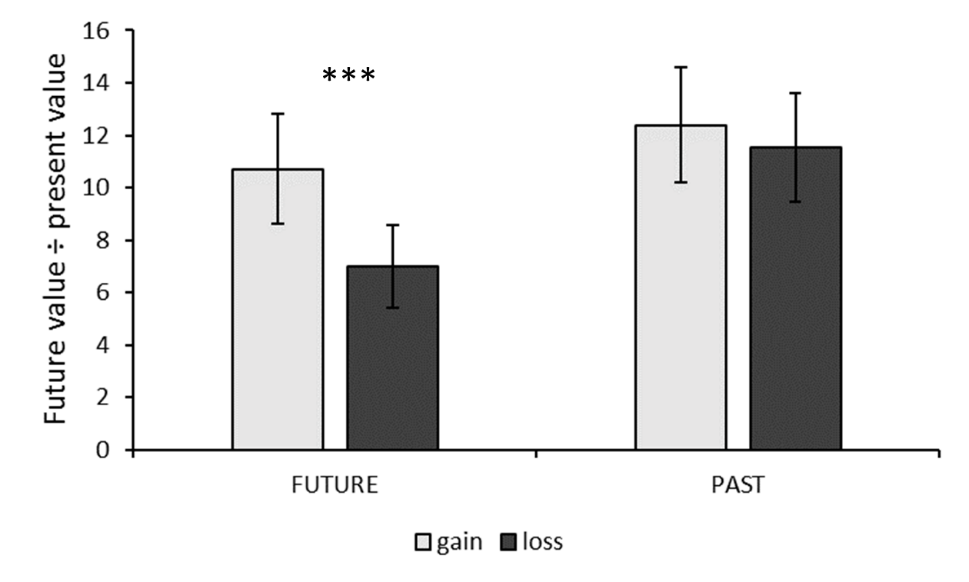 Future value ÷ present value
16
14
12
10
8
6
4
2
0
***
FUTURE
PAST
gain
loss